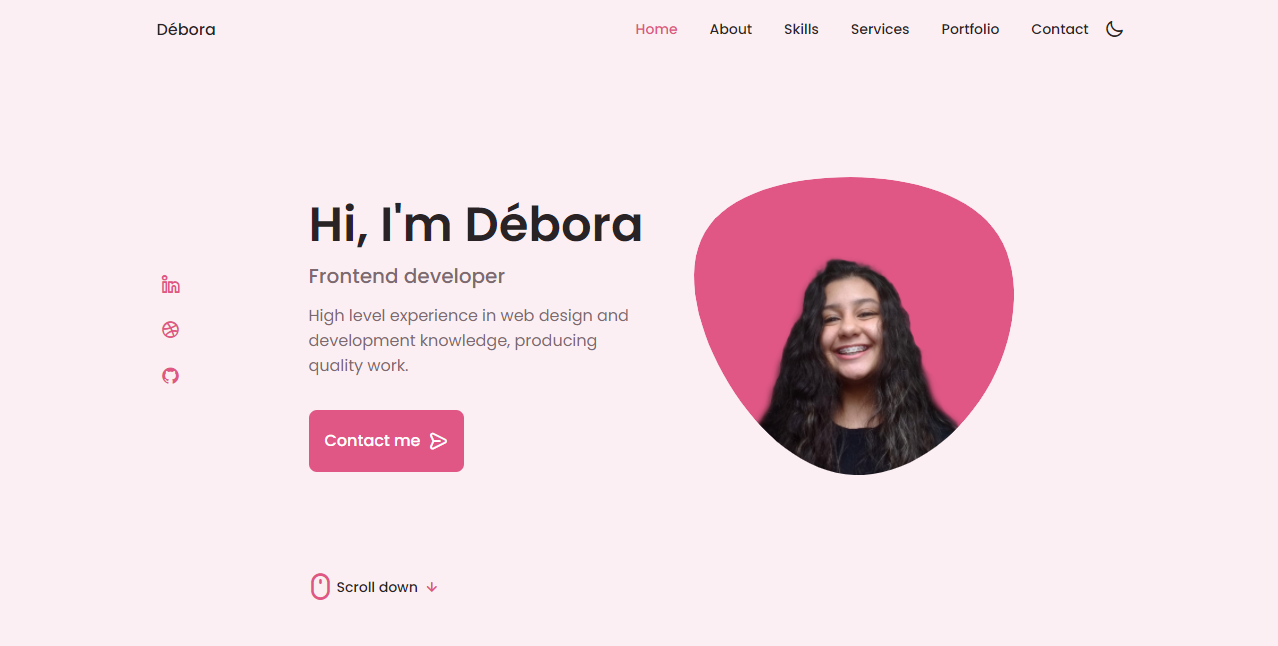 Débora
Home About Skills Services Portfolio Contact
Hi, I'm Débora
Frontend developer
High level experience in web design and
development knowledge, producing
quality work.
Contact me
Scroll down